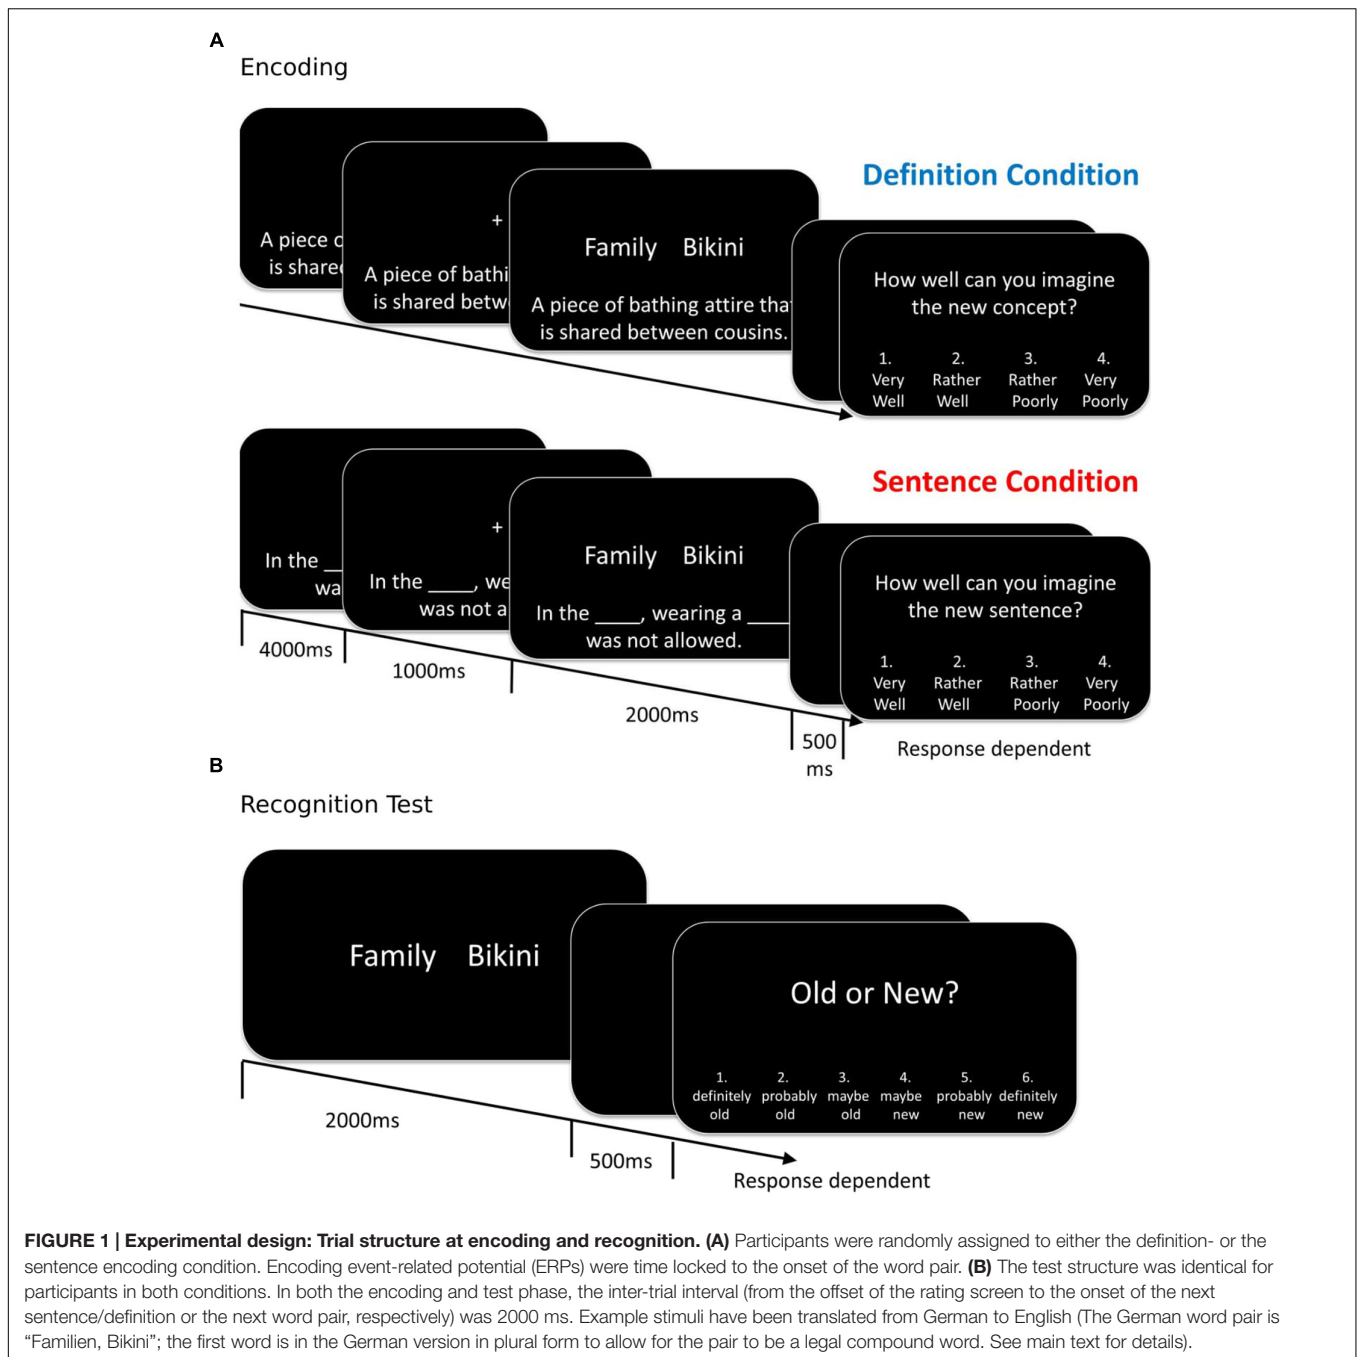 A
Encoding
Definition Condition
A piece
is share
+
A piece of bathi
is shared betw
Family Bikini
A piece of bathing attire that
is shared between cousins.
How well can you imagine
the new concept?
1. 2. 3. 4.
Very Rather Rather Very
Well Well Poorly Poorly
Sentence Condition
In the __
wa
+
In the ____, we
was not a
Family Bikini
In the ____, wearing a ____
was not allowed.
How well can you imagine
the new sentence?
1. 2. 3. 4.
Very Rather Rather Very
Well Well Poorly Poorly
4000ms
1000ms
2000ms
500
ms
Response dependent
B
Recognition Test
Family Bikini
Old or New?
1. 2. 3. 4. 5. 6.
definitely probably maybe maybe probably definitely
old old old new new new
2000ms
500ms
Response dependent
FIGURE 1 | Experimental design: Trial structure at encoding and recognition. (A) Participants were randomly assigned to either the definition- or the
sentence encoding condition. Encoding event-related potential (ERPs) were time locked to the onset of the word pair. (B) The test structure was identical for
participants in both conditions. In both the encoding and test phase, the inter-trial interval (from the offset of the rating screen to the onset of the next
sentence/definition or the next word pair, respectively) was 2000 ms. Example stimuli have been translated from German to English (The German word pair is
“Familien, Bikini”; the first word is in the German version in plural form to allow for the pair to be a legal compound word. See main text for details).